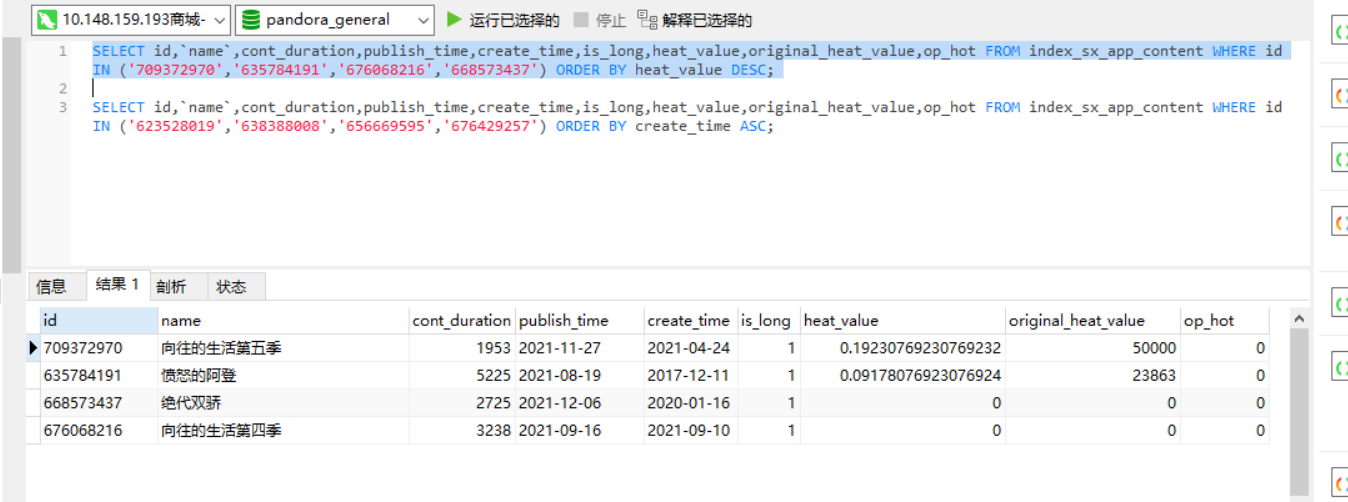 10.148.159.193商城- pandora_general 运行已选择的 停止 解释已选择的
1 SELECT id,`name`,cont_duration,publish_time,create_time,is_long,heat_value,original_heat_value,op_hot FROM index_sx_app_content WHERE id
IN ('709372970','635784191','676068216','668573437') ORDER BY heat_value DESC;
2
3 SELECT id,`name`,cont_duration,publish_time,create_time,is_long,heat_value,original_heat_value,op_hot FROM index_sx_app_content WHERE id
IN ('623528019','638388008','656669595','676429257') ORDER BY create_time ASC;
信息 结果 1 剖析 状态
id name cont_duration publish_time create_time is_long heat_value original_heat_value op_hot
709372970 向往的生活第五季 1953 2021-11-27 2021-04-24 1 0.19230769230769232 50000 0
635784191 愤怒的阿登 5225 2021-08-19 2017-12-11 1 0.09178076923076924 23863 0
668573437 绝代双骄 2725 2021-12-06 2020-01-16 1 0 0 0
676068216 向往的生活第四季 3238 2021-09-16 2021-09-10 1 0 0 0